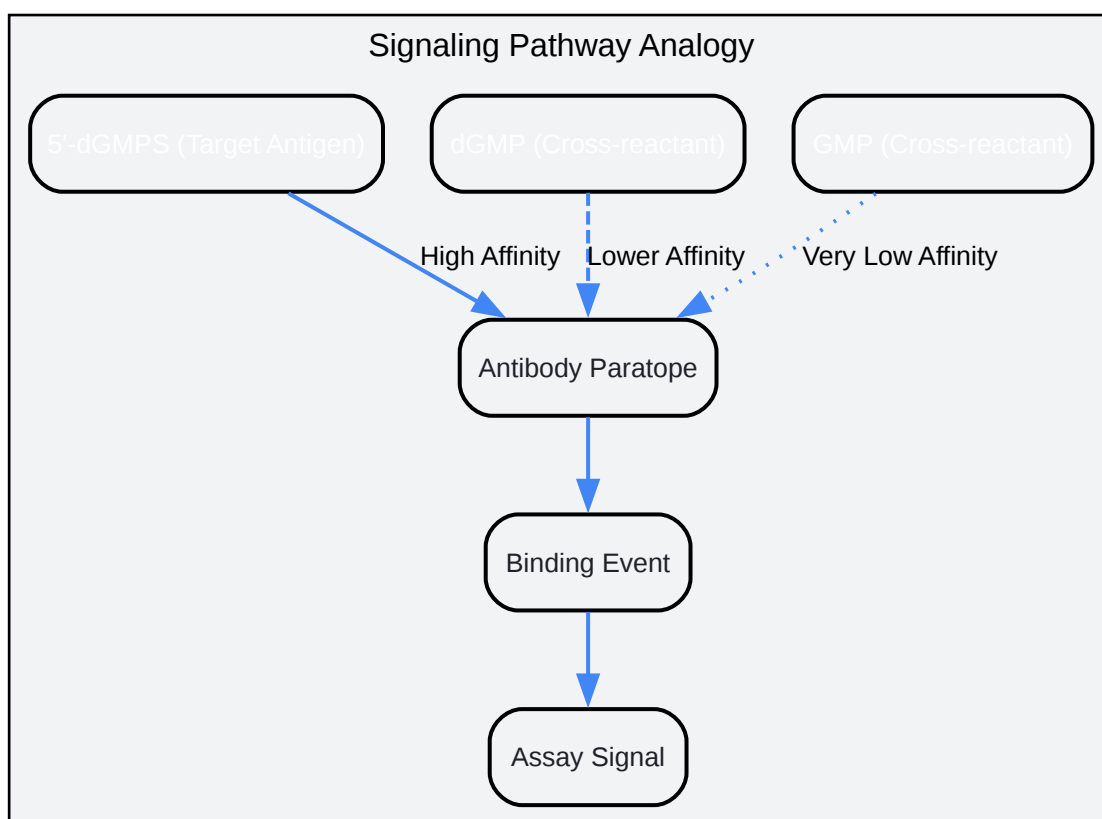 Signaling Pathway Analogy
5'-dGMPS (Target Antigen)
dGMP (Cross-reactant)
GMP (Cross-reactant)
High Affinity
Lower Affinity
Very Low Affinity
Antibody Paratope
Binding Event
Assay Signal